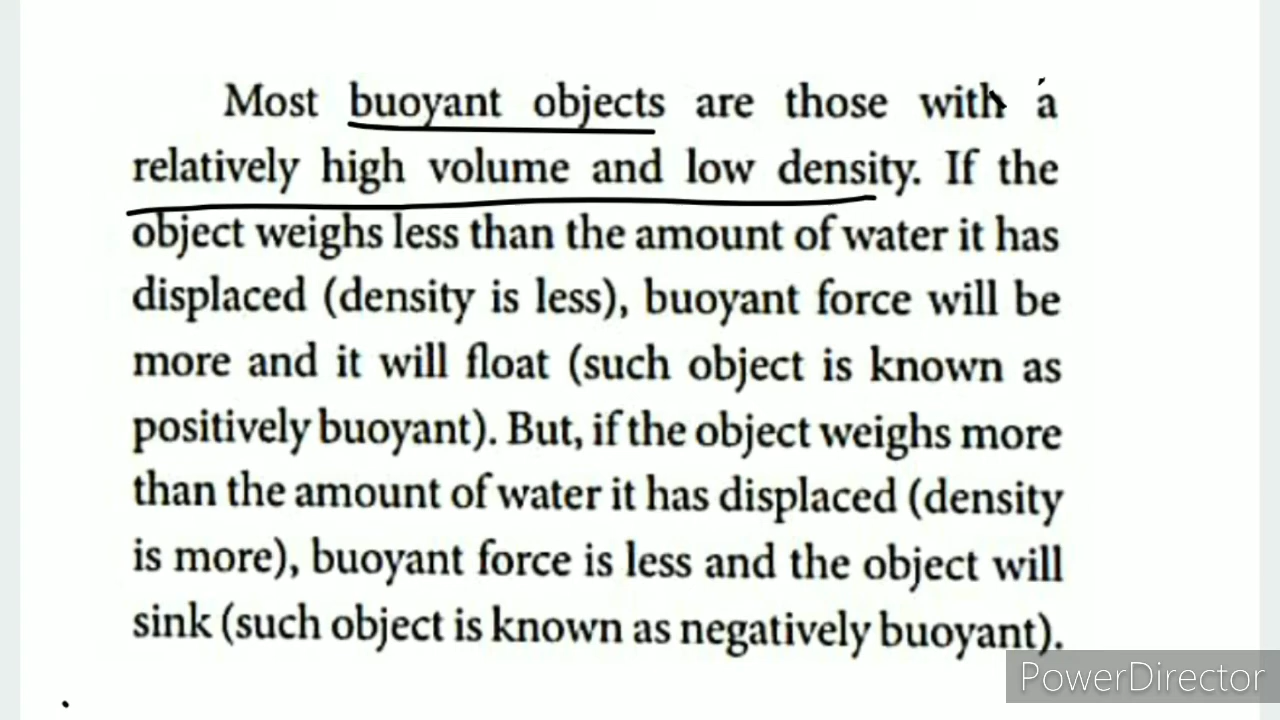 Most buoyant objects are those with a
relatively high volume and low density. If the
object weighs less than the amount of water it has
displaced (density is less), buoyant force will be
more and it will float (such object is known as
positively buoyant). But, if the object weighs more
than the amount of water it has displaced (density
is more), buoyant force is less and the object will
sink (such object is known as negatively buoyant).
PowerDirector